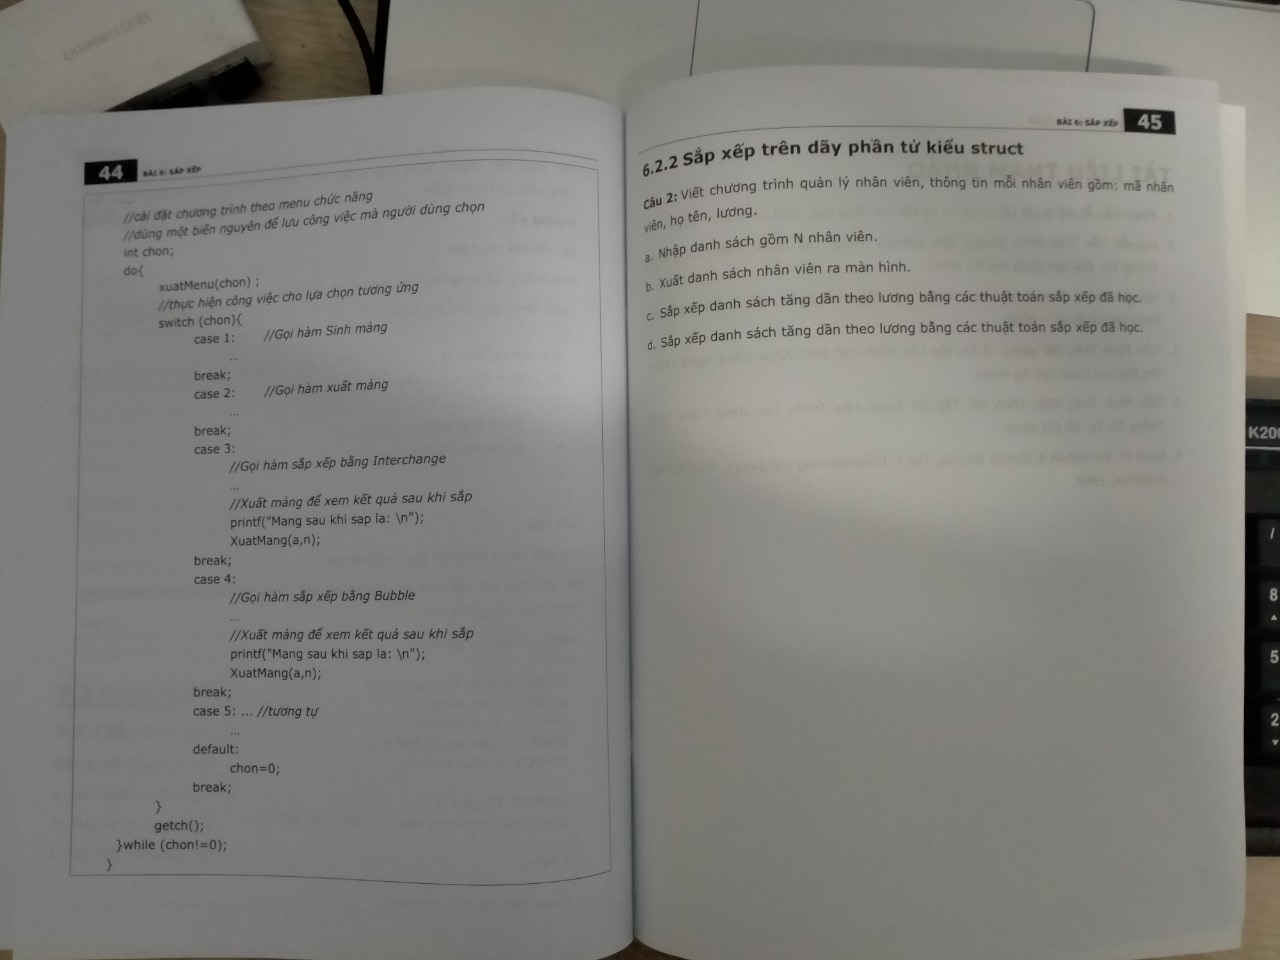 44 BÀI 6: SẮP XẾP
//cài đặt chương trình theo menu chức năng
//dùng một biến nguyên để lưu công việc mà người dùng chọn
int chon;
do{
xuatMenu(chon) ;
//thực hiện công việc cho lựa chọn tương ứng
switch (chon){
case 1: //Gọi hàm Sinh mảng
...
break;
case 2: //Gọi hàm xuất mảng
...
break;
case 3:
//Gọi hàm sắp xếp bằng Interchange
...
//Xuất mảng để xem kết quả sau khi sắp
printf("Mang sau khi sap la: \n");
XuatMang(a,n);
break;
case 4:
//Gọi hàm sắp xếp bằng Bubble
...
//Xuất mảng để xem kết quả sau khi sắp
printf("Mang sau khi sap la: \n");
XuatMang(a,n);
break;
case 5: ... //tương tự
...
default:
chon=0;
break;
}
getch();
}while (chon!=0);
}
BÀI 6: SẮP XẾP 45
6.2.2 Sắp xếp trên dãy phần tử kiểu struct
Câu 2: Viết chương trình quản lý nhân viên, thông tin mỗi nhân viên gồm: mã nhân
viên, họ tên, lương.
a. Nhập danh sách gồm N nhân viên.
b. Xuất danh sách nhân viên ra màn hình.
c. Sắp xếp danh sách tăng dần theo lương bằng các thuật toán sắp xếp đã học.
d. Sắp xếp danh sách tăng dần theo lương bằng các thuật toán sắp xếp đã học.
K200
/
8
5
2